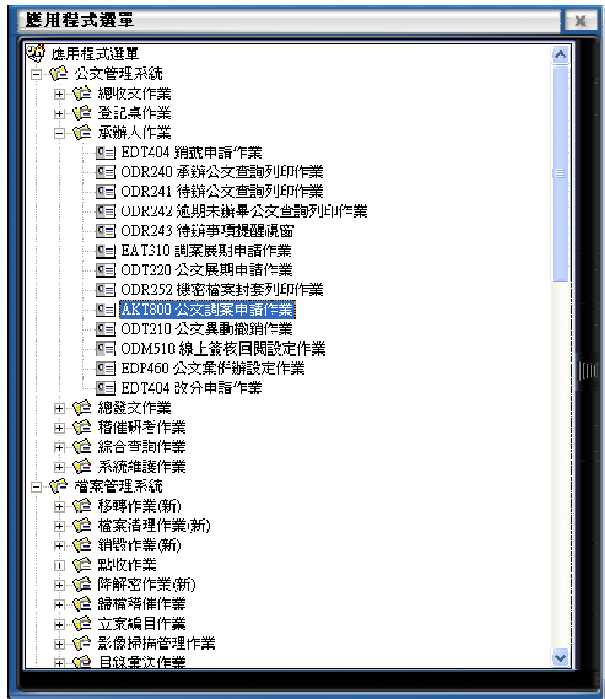 應用程式選單
應用程式選單
公文管理系統
總收文作業
登記桌作業
承辦人作業
EDT404 銷號申請作業
ODR240 承辦公文查詢列印作業
ODR241 待辦公文查詢列印作業
ODR242 逾期未辦畢公文查詢列印作業
ODR243 待辦事項提醒視窗
EAT310 調案展期申請作業
ODT220 公文展期申請作業
ODR252 機密檔案封套列印作業
AKT800 公文調案申請作業
ODT210 公文異動撤銷作業
ODM510 線上簽核回閱設定作業
EDP460 公文彙併辦設定作業
EDT404 改分申請作業
總發文作業
稽催研考作業
綜合查詢作業
系統維護作業
檔案管理系統
移轉作業(新)
檔案清理作業(新)
銷毀作業(新)
點收作業
降解密作業(新)
歸檔稽催作業
立案編目作業
影像掃描管理作業
目錄彙送作業